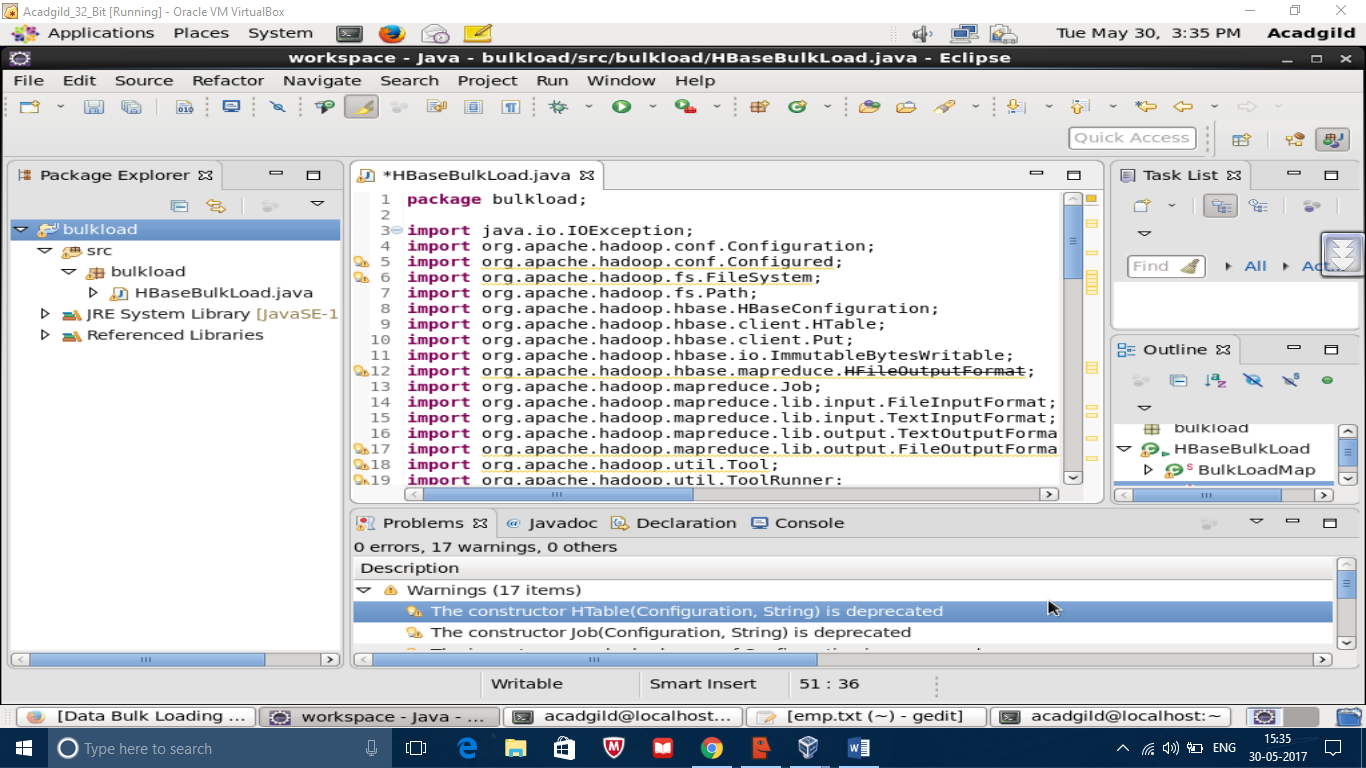 Acadgild_32_Bit [Running] - Oracle VM VirtualBox
Applications Places System Tue May 30, 3:35 PM Acadgild
workspace - Java - bulkload/src/bulkload/HBaseBulkLoad.java - Eclipse
File Edit Source Refactor Navigate Search Project Run Window Help
Quick Access
Package Explorer
bulkload
src
bulkload
HBaseBulkLoad.java
JRE System Library [JavaSE-1
Referenced Libraries
*HBaseBulkLoad.java
1 package bulkload;
2
3 import java.io.IOException;
4 import org.apache.hadoop.conf.Configuration;
5 import org.apache.hadoop.conf.Configured;
6 import org.apache.hadoop.fs.FileSystem;
7 import org.apache.hadoop.fs.Path;
8 import org.apache.hadoop.hbase.HBaseConfiguration;
9 import org.apache.hadoop.hbase.client.HTable;
10 import org.apache.hadoop.hbase.client.Put;
11 import org.apache.hadoop.hbase.io.ImmutableBytesWritable;
12 import org.apache.hadoop.hbase.mapreduce.HFileOutputFormat;
13 import org.apache.hadoop.mapreduce.Job;
14 import org.apache.hadoop.mapreduce.lib.input.FileInputFormat;
15 import org.apache.hadoop.mapreduce.lib.input.TextInputFormat;
16 import org.apache.hadoop.mapreduce.lib.output.TextOutputForma
17 import org.apache.hadoop.mapreduce.lib.output.FileOutputForma
18 import org.apache.hadoop.util.Tool;
19 import org.apache.hadoop.util.ToolRunner;
Task List
Find All Act...
Outline
bulkload
HBaseBulkLoad
BulkLoadMap
Problems Javadoc Declaration Console
0 errors, 17 warnings, 0 others
Description
Warnings (17 items)
The constructor HTable(Configuration, String) is deprecated
The constructor Job(Configuration, String) is deprecated
Writable Smart Insert 51 : 36
[Data Bulk Loading ... workspace - Java - ... acadgild@localhost... [emp.txt (~) - gedit] acadgild@localhost:~
Type here to search ENG 15:35
30-05-2017